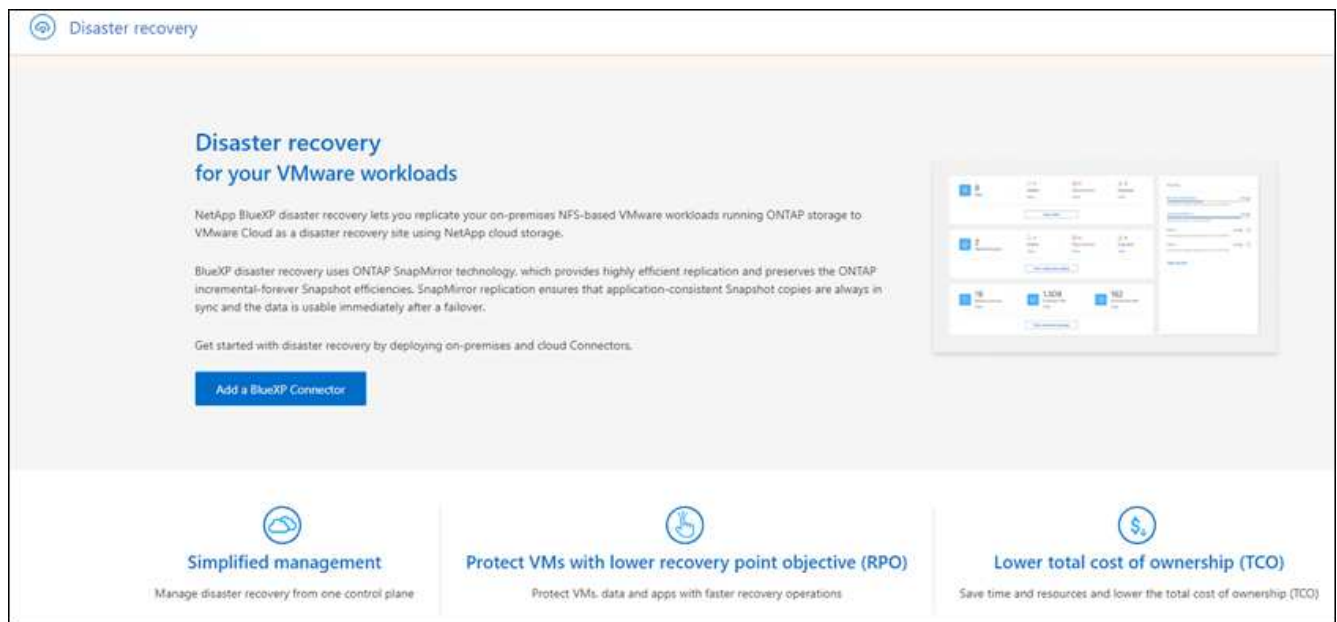 Disaster recovery
Disaster recovery
for your VMware workloads
NetApp BlueXP disaster recovery lets you replicate your on-premises NFS-based VMware workloads running ONTAP storage to
VMware Cloud as a disaster recovery site using NetApp cloud storage.
BlueXP disaster recovery uses ONTAP SnapMirror technology, which provides highly efficient replication and preserves the ONTAP
incremental-forever Snapshot efficiencies. SnapMirror replication ensures that application-consistent Snapshot copies are always in
sync and the data is usable immediately after a failover.
Get started with disaster recovery by deploying on-premises and cloud Connectors.
Add a BlueXP Connector
Simplified management
Manage disaster recovery from one control plane
Protect VMs with lower recovery point objective (RPO)
Protect VMs, data and apps with faster recovery operations
Lower total cost of ownership (TCO)
Save time and resources and lower the total cost of ownership (TCO)